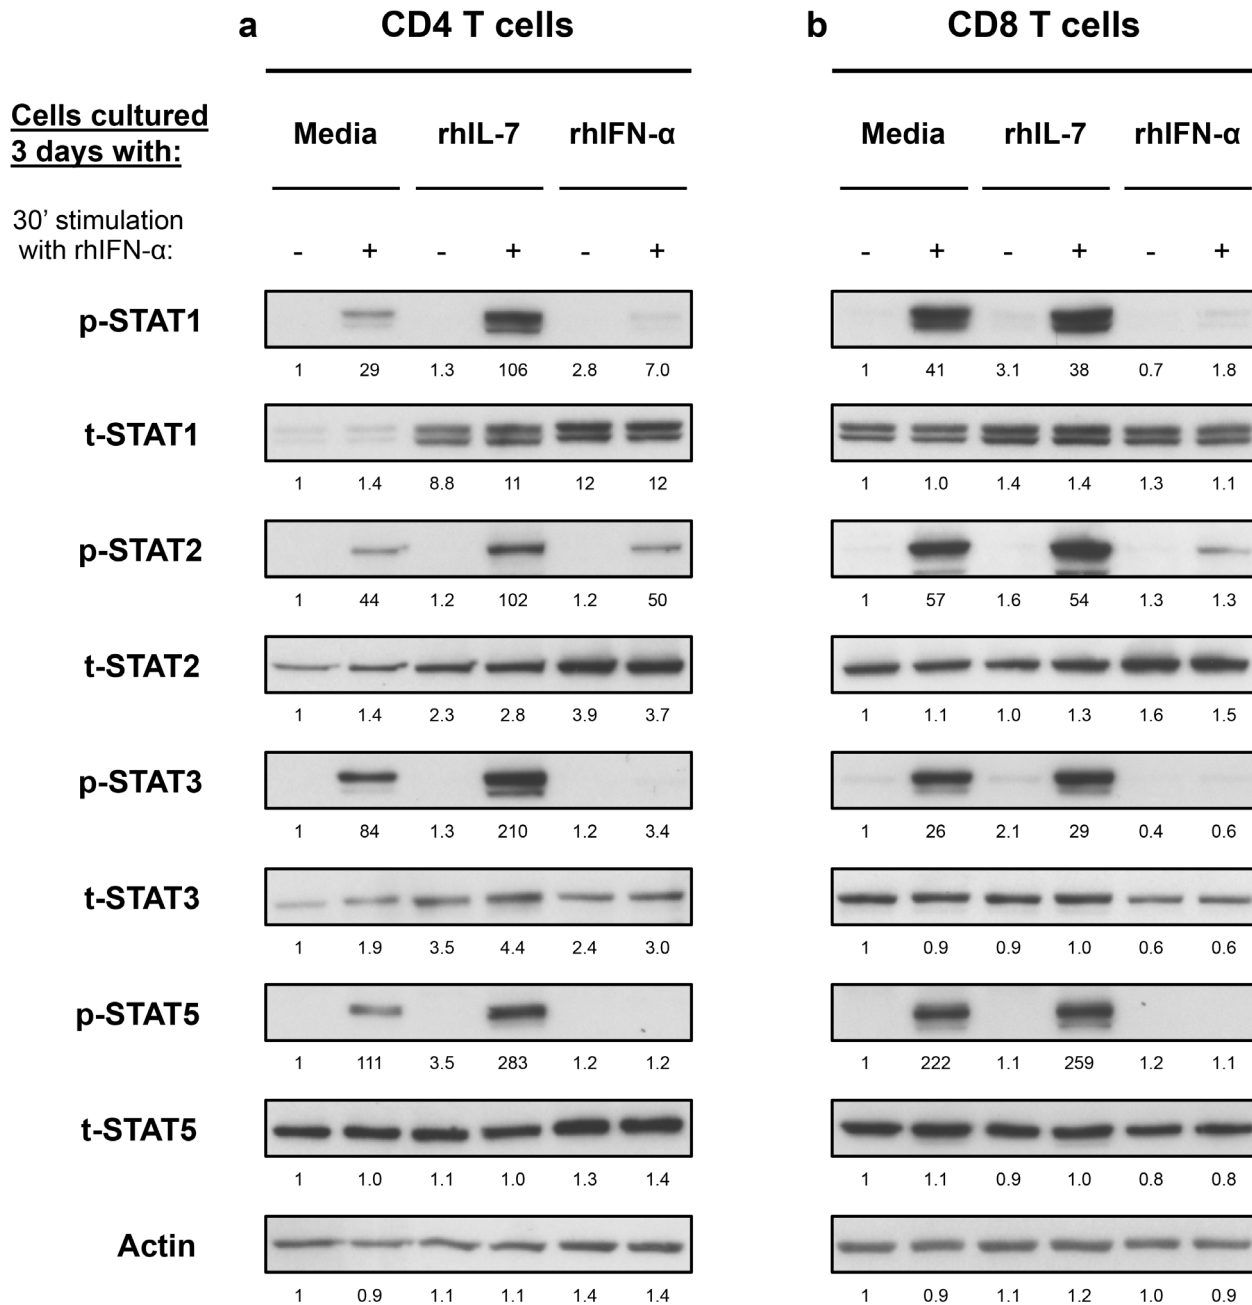 a CD4 T cells b CD8 T cells
Cells cultured
3 days with:
Media rhIL-7 rhIFN-α Media rhIL-7 rhIFN-α
30’ stimulation
with rhIFN-α:
- + - + - + - + - + - +
p-STAT1
1 29 1.3 106 2.8 7.0 1 41 3.1 38 0.7 1.8
t-STAT1
1 1.4 8.8 11 12 12 1 1.0 1.4 1.4 1.3 1.1
p-STAT2
1 44 1.2 102 1.2 50 1 57 1.6 54 1.3 1.3
t-STAT2
1 1.4 2.3 2.8 3.9 3.7 1 1.1 1.0 1.3 1.6 1.5
p-STAT3
1 84 1.3 210 1.2 3.4 1 26 2.1 29 0.4 0.6
t-STAT3
1 1.9 3.5 4.4 2.4 3.0 1 0.9 0.9 1.0 0.6 0.6
p-STAT5
1 111 3.5 283 1.2 1.2 1 222 1.1 259 1.2 1.1
t-STAT5
1 1.0 1.1 1.0 1.3 1.4 1 1.1 0.9 1.0 0.8 0.8
Actin
1 0.9 1.1 1.1 1.4 1.4 1 0.9 1.1 1.2 1.0 0.9